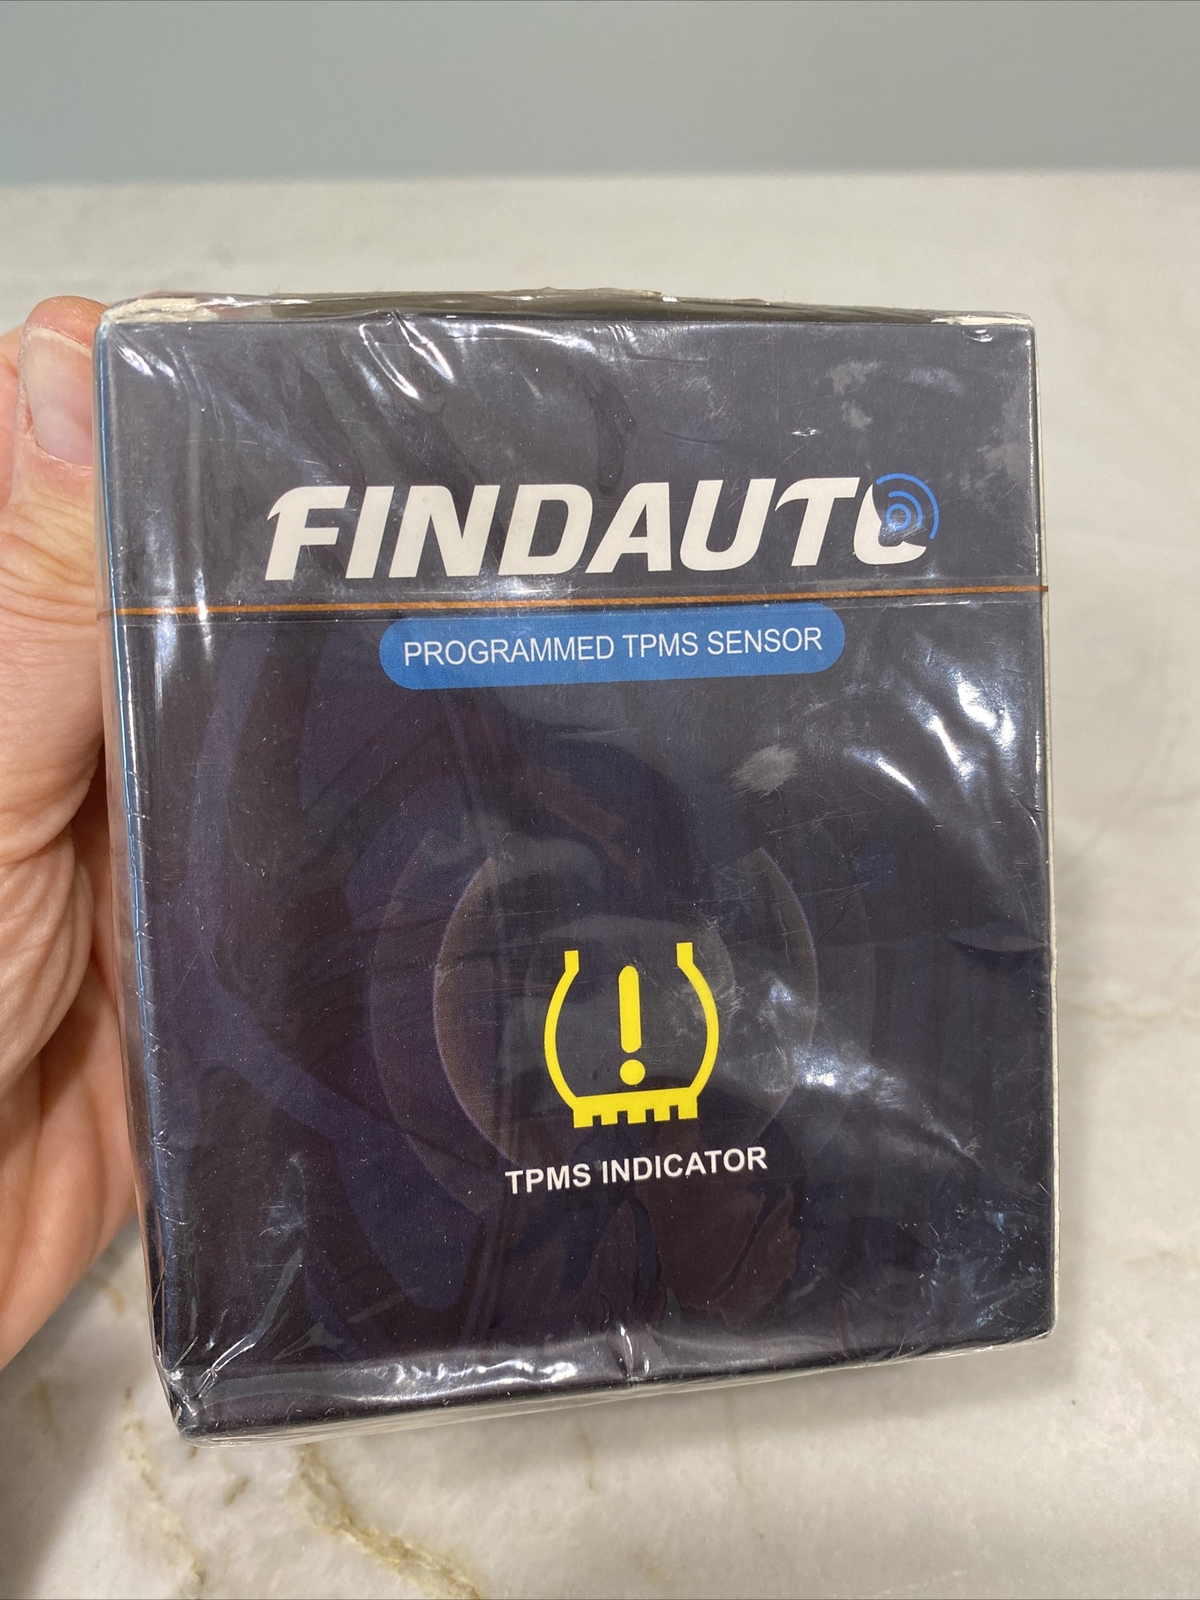 FINDAUTO
PROGRAMMED TPMS SENSOR
TPMS INDICATOR